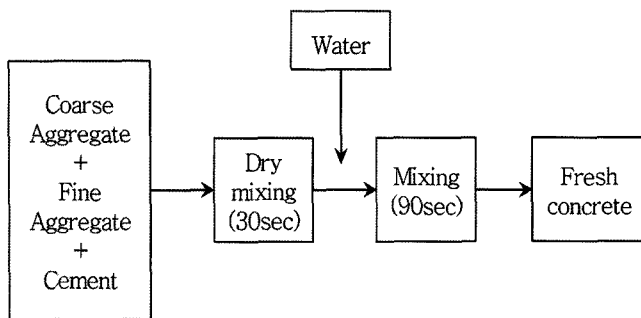 Water
Coarse
Aggregate
+
Fine
Aggregate
+
Cement
Dry
mixing
(30sec)
Mixing
(90sec)
Fresh
concrete